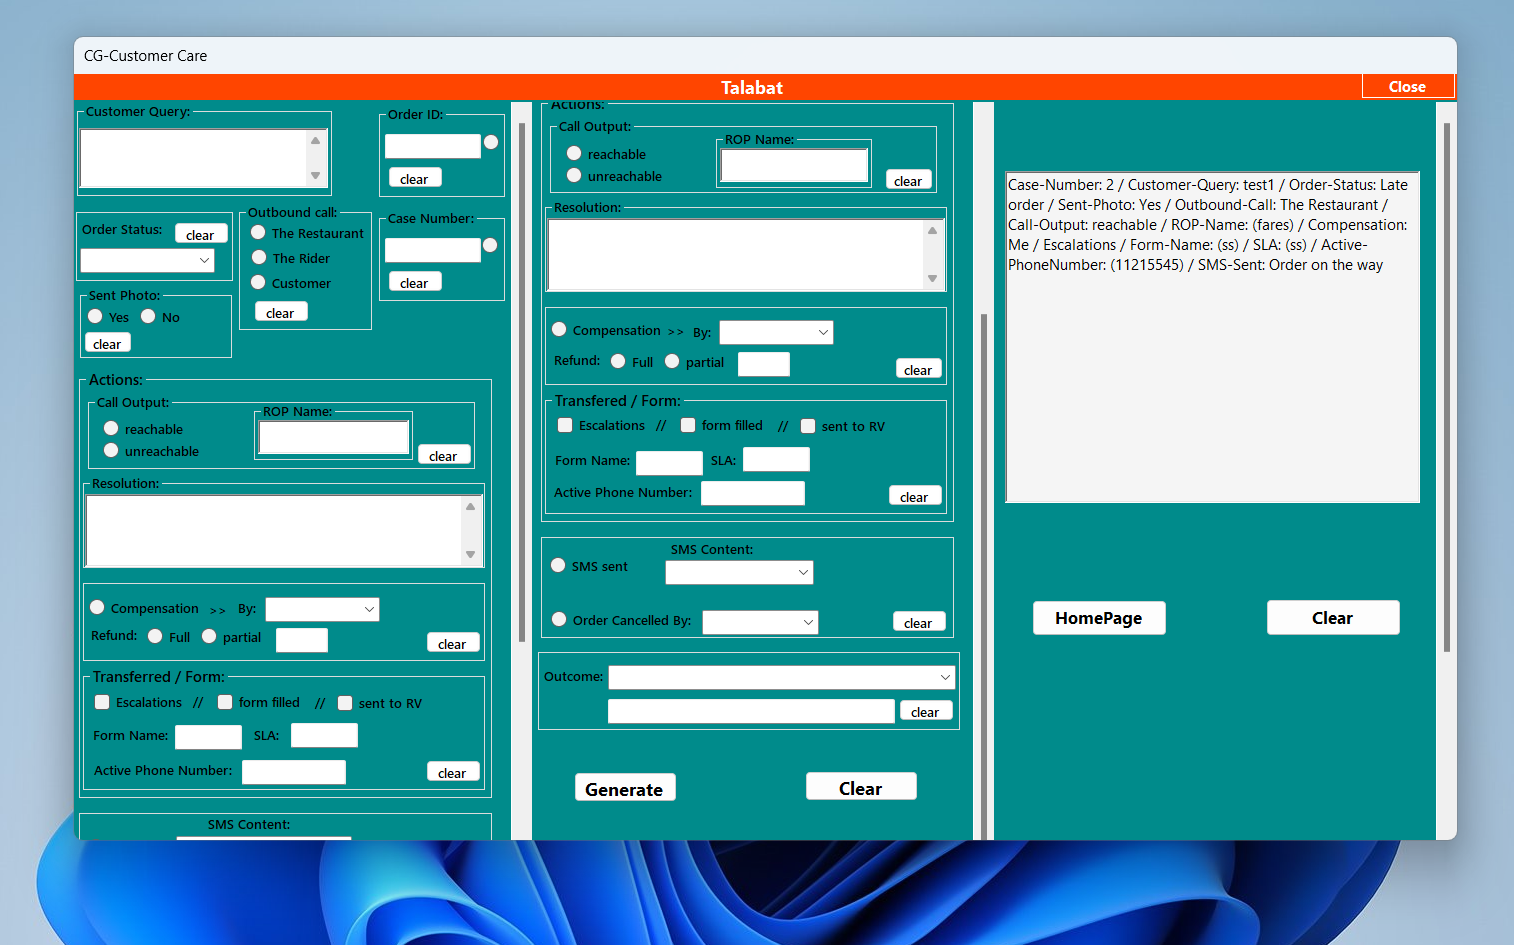 CG-Customer Care
Talabat
Close
Customer Query:
Order ID:
clear
Order Status:
clear
Outbound call:
The Restaurant
The Rider
Customer
clear
Case Number:
clear
Sent Photo:
Yes No
clear
Actions:
Call Output:
reachable
unreachable
ROP Name:
clear
Resolution:
Compensation >> By:
Refund: Full partial
clear
Transferred / Form:
Escalations // form filled // sent to RV
Form Name: SLA:
Active Phone Number:
clear
SMS Content:
Actions:
Call Output:
reachable
unreachable
ROP Name:
clear
Resolution:
Compensation >> By:
Refund: Full partial
clear
Transfered / Form:
Escalations // form filled // sent to RV
Form Name: SLA:
Active Phone Number:
clear
SMS Content:
SMS sent
Order Cancelled By:
clear
Outcome:
clear
Generate
Clear
Case-Number: 2 / Customer-Query: test1 / Order-Status: Late
order / Sent-Photo: Yes / Outbound-Call: The Restaurant /
Call-Output: reachable / ROP-Name: (fares) / Compensation:
Me / Escalations / Form-Name: (ss) / SLA: (ss) / Active-
PhoneNumber: (11215545) / SMS-Sent: Order on the way
HomePage
Clear